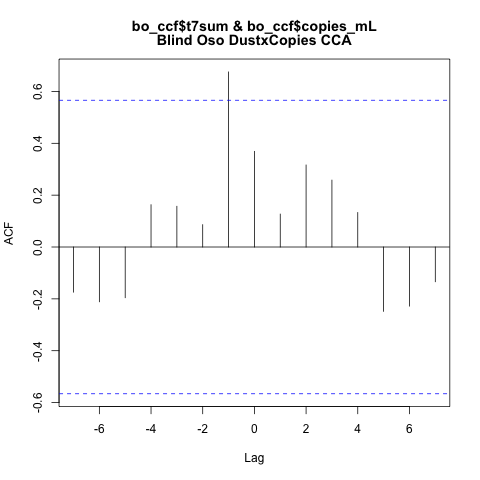 bo_ccf$t7sum & bo_ccf$copies_mL
Blind Oso DustxCopies CCA
ACF
0.6
0.4
0.2
0.0
-0.2
-0.4
-0.6
-6 -4 -2 0 2 4 6
Lag